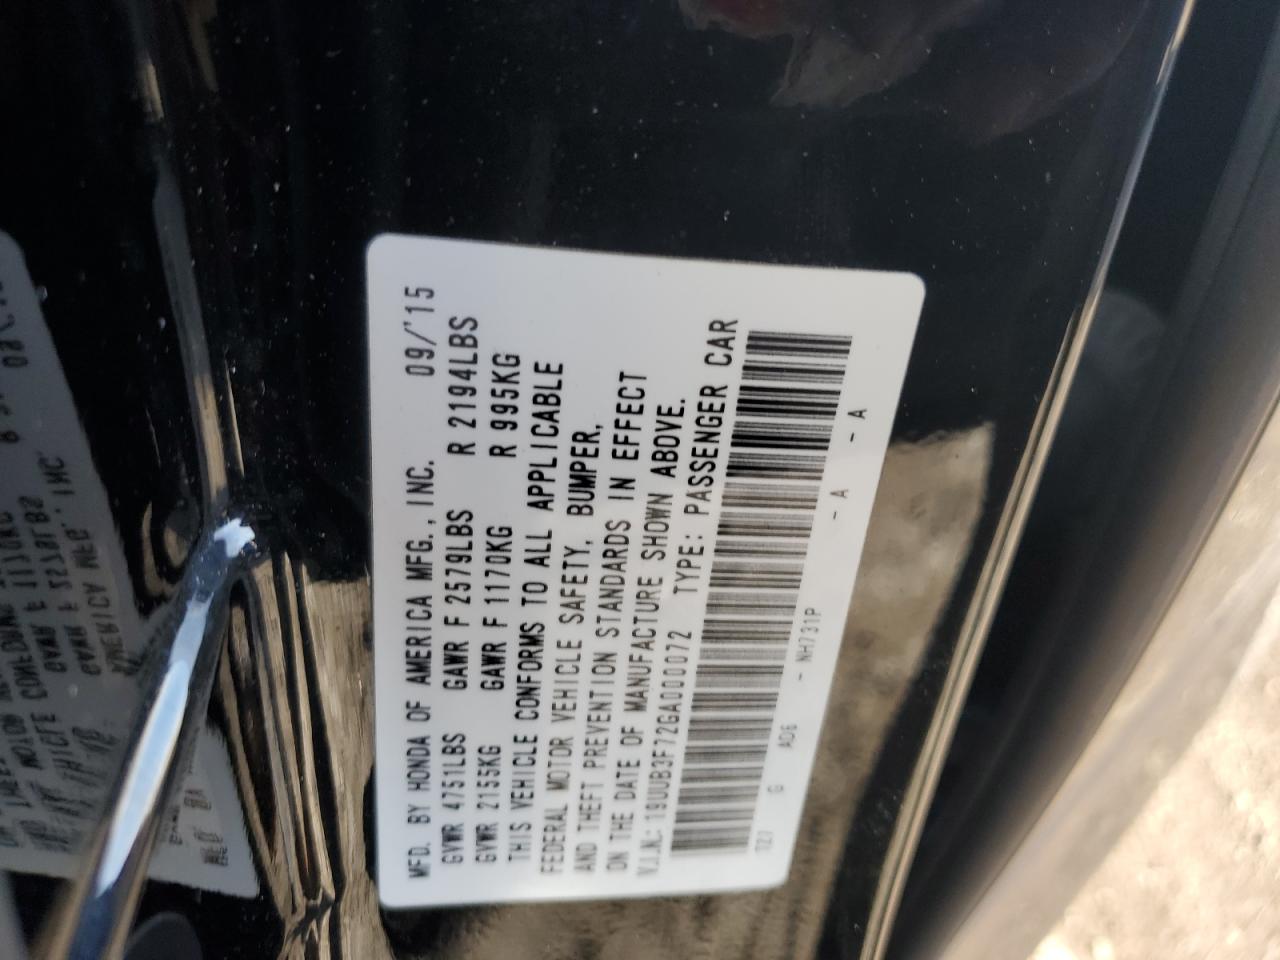 MFD. BY HONDA OF AMERICA MFG., INC. 09/'15
GVWR 4751LBS GAWR F 2579LBS R 2194LBS
GVWR 2155KG GAWR F 1170KG R 995KG
THIS VEHICLE CONFORMS TO ALL APPLICABLE
FEDERAL MOTOR VEHICLE SAFETY, BUMPER,
AND THEFT PREVENTION STANDARDS IN EFFECT
ON THE DATE OF MANUFACTURE SHOWN ABOVE.
V.I.N.: 19UUB3F72GA000072 TYPE: PASSENGER CAR
TZ7 G AD6 - NH731P - A - A